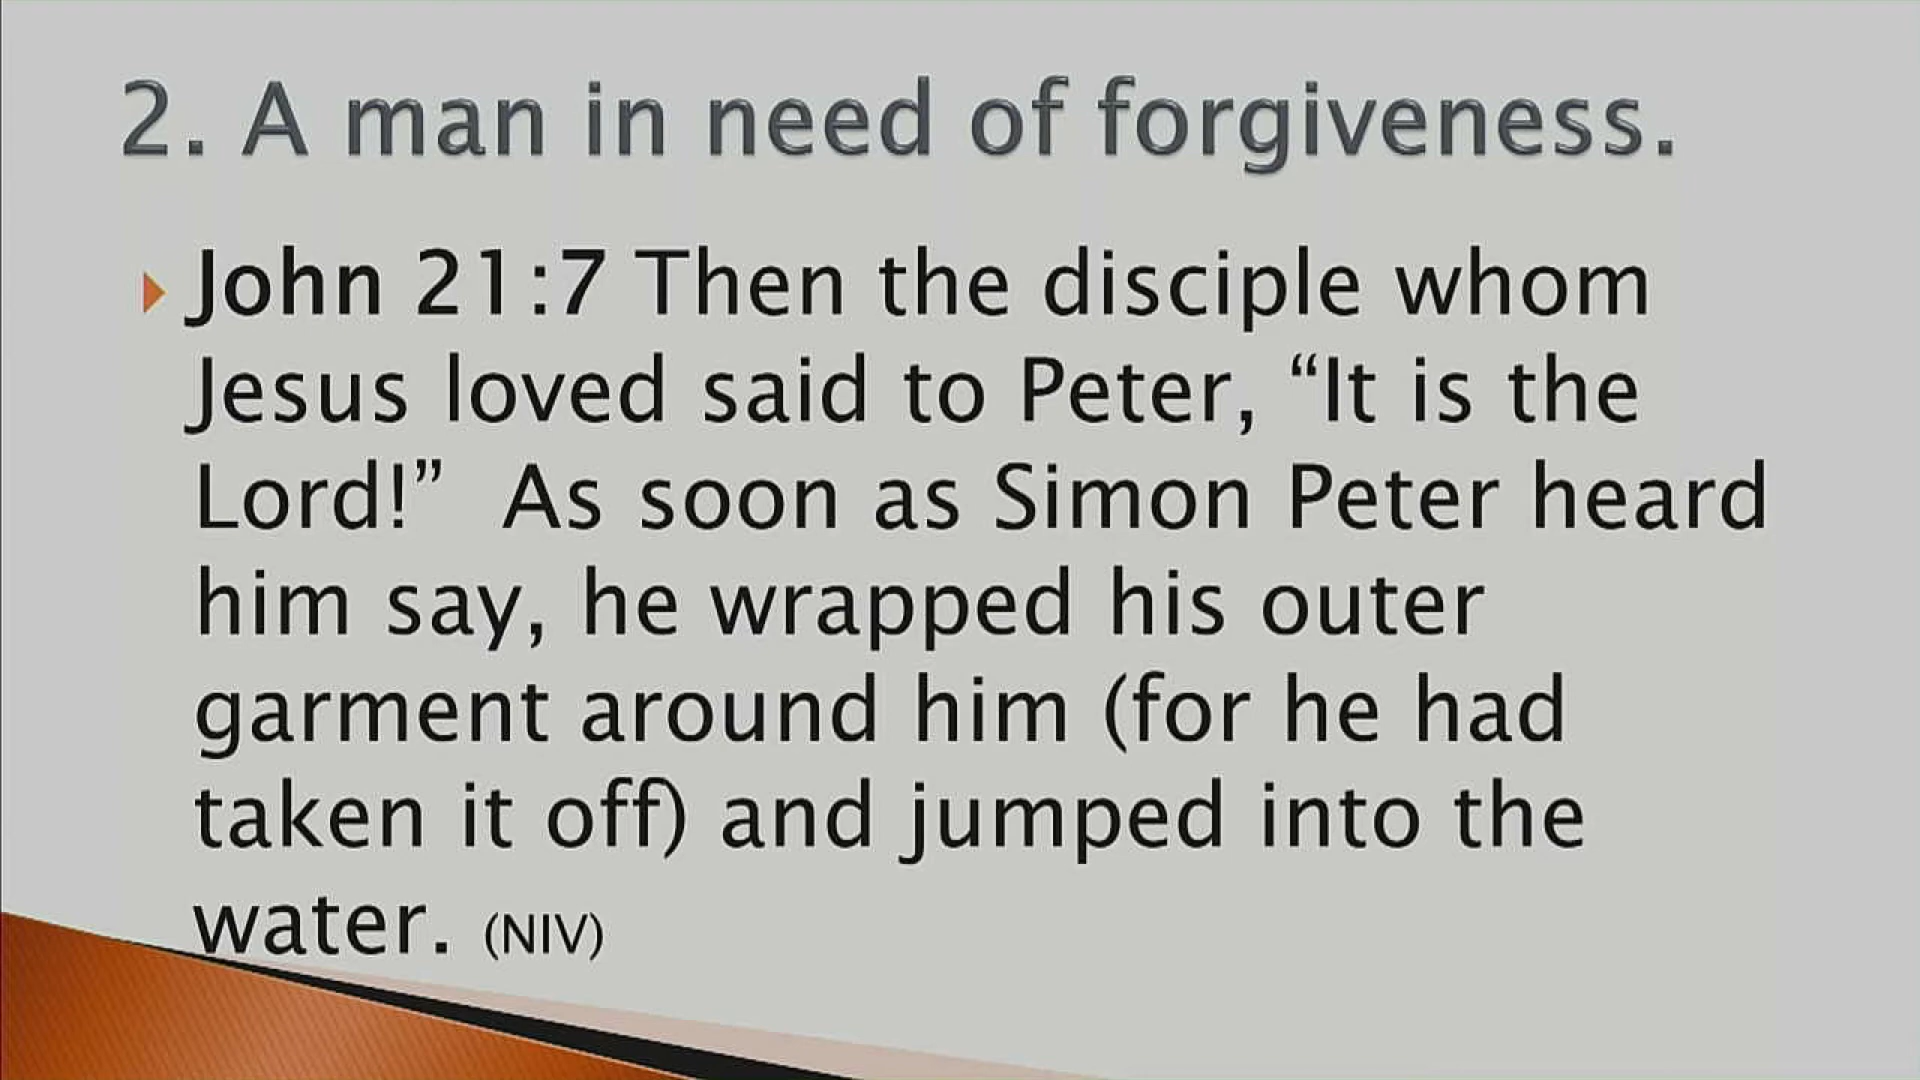 2. A man in need of forgiveness.
John 21:7 Then the disciple whom
Jesus loved said to Peter, “It is the
Lord!”  As soon as Simon Peter heard
him say, he wrapped his outer
garment around him (for he had
taken it off) and jumped into the
water. (NIV)